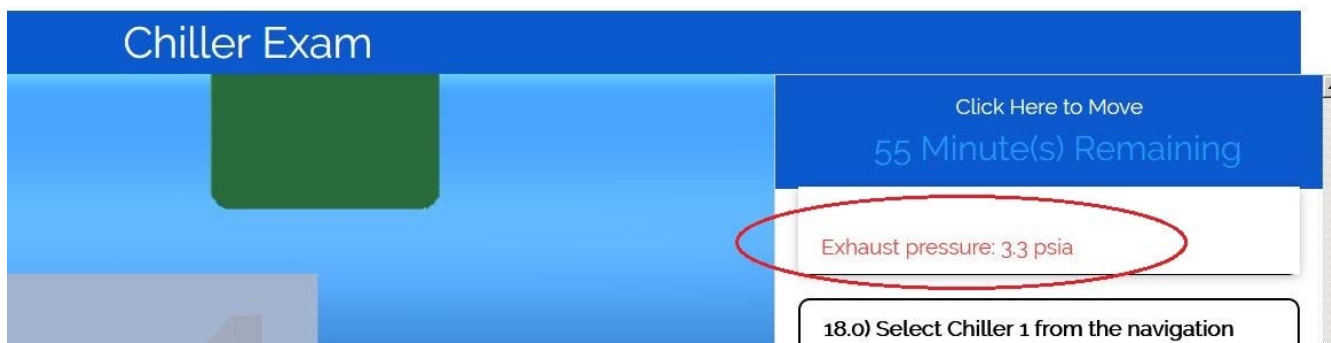 Chiller Exam
Click Here to Move
55 Minute(s) Remaining
Exhaust pressure: 3.3 psia
18.0) Select Chiller 1 from the navigation